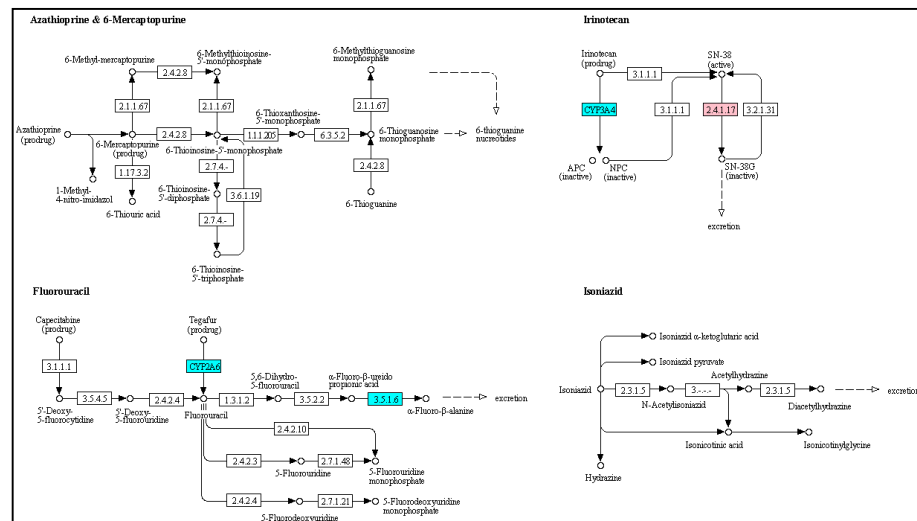 Azathioprine & 6-Mercaptopurine
6-Methyl-mercaptopurine
6-Methylthioinosine-
5'-monophosphate
2.4.2.8
2.1.1.67
2.1.1.67
6-Methylthioguanosine
monophosphate
2.1.1.67
6-Thioxanthosine-
5'-monophosphate
Azathioprine
(prodrug)
2.4.2.8
1.1.1.205
6.3.5.2
6-Mercaptopurine
(prodrug)
6-Thioinosine-5'-monophosphate
6-Thioguanosine
monophosphate
6-thioguanine
nucreotides
1.17.3.2
2.7.4.-
2.4.2.8
1-Methyl-
4-nitro-imidazol
6-Thioinosine-
5'-diphosphate
3.6.1.19
6-Thioguanine
6-Thiouric acid
2.7.4.-
6-Thioinosine-
5'-triphosphate
Irinotecan
Irinotecan
(prodrug)
SN-38
(active)
3.1.1.1
CYP3A4
3.1.1.1
2.4.1.17
3.2.1.31
APC
(inactive)
NPC
(inactive)
SN-38G
(inactive)
excretion
Fluorouracil
Capecitabine
(prodrug)
Tegafur
(prodrug)
3.1.1.1
CYP2A6
5,6-Dihydro-
5-fluorouracil
α-Fluoro-β-ureido
propionic acid
3.5.4.5
2.4.2.4
1.3.1.2
3.5.2.2
3.5.1.6
excretion
5'-Deoxy-
5-fluorocytidine
5'-Deoxy-
5-fluorouridine
Fluorouracil
α-Fluoro-β-alanine
2.4.2.10
2.4.2.3
2.7.1.48
5-Fluorouridine
5-Fluorouridine
monophosphate
2.4.2.4
2.7.1.21
5-Fluorodeoxyuridine
5-Fluorodeoxyuridine
monophosphate
Isoniazid
Isoniazid α-ketoglutaric acid
Isoniazid pyruvate
Acetylhydrazine
Isoniazid
2.3.1.5
3.-.-.-
2.3.1.5
excretion
N-Acetylisoniazid
Diacetylhydrazine
Isonicotinic acid
Isonicotinylglycine
Hydrazine